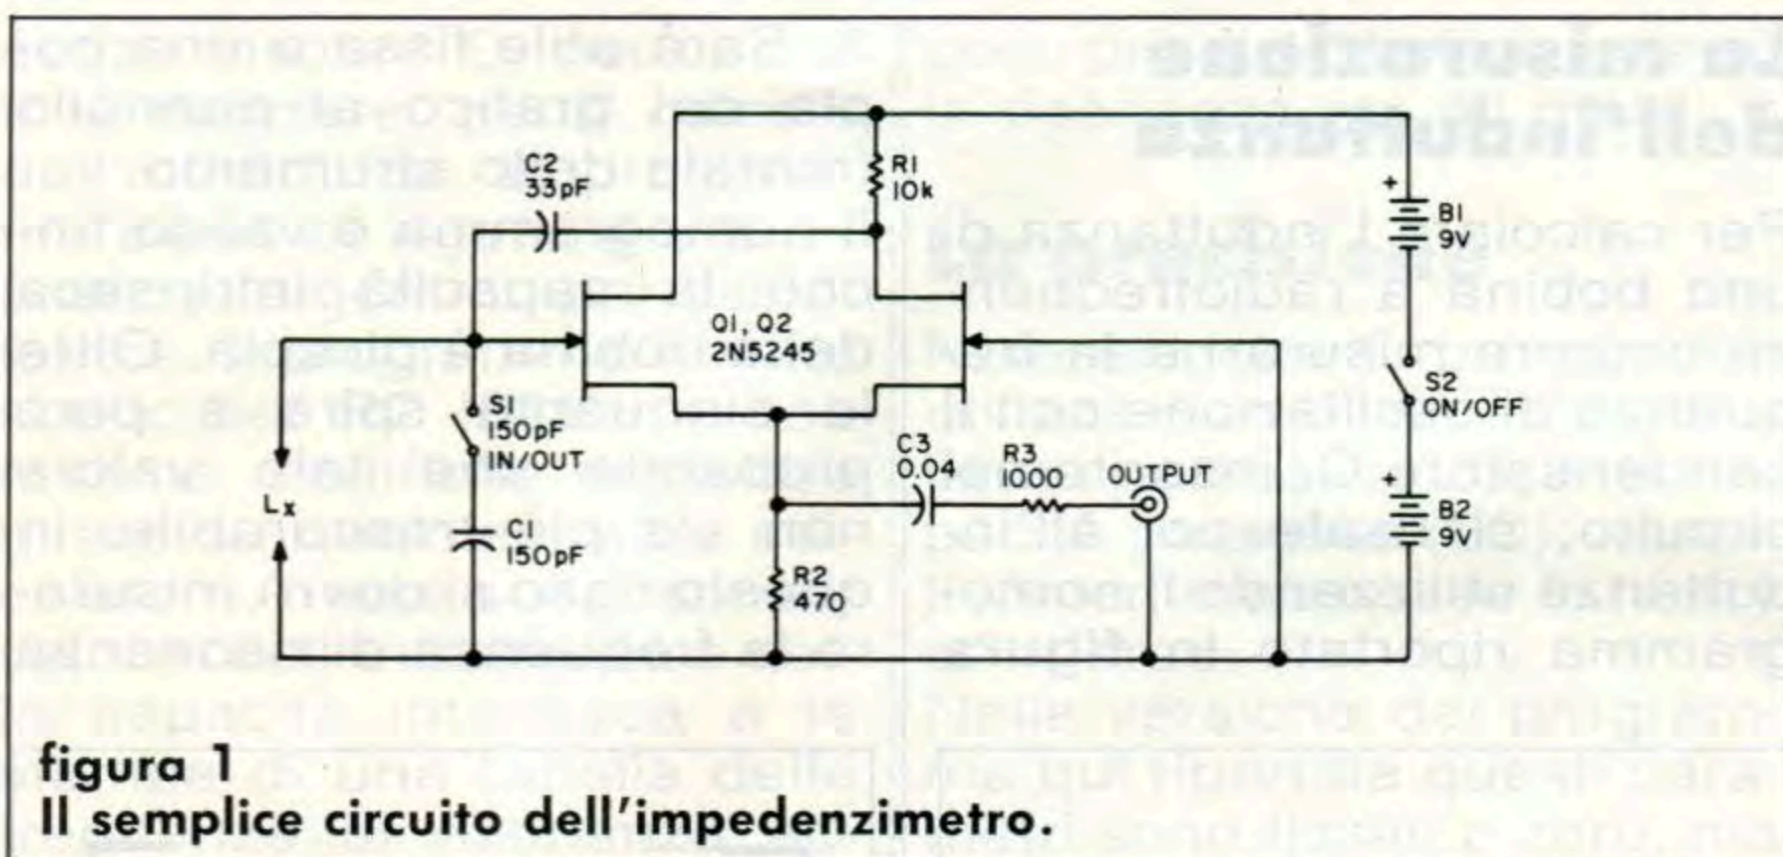 C2
33pF
R1
10k
+
B1
9V
Q1, Q2
2N5245
S1
150pF
IN/OUT
S2
ON/OFF
Lx
C1
150pF
C3
0.04
R3
1000
OUTPUT
+
B2
9V
R2
470
figura 1
Il semplice circuito dell'impedenzimetro.